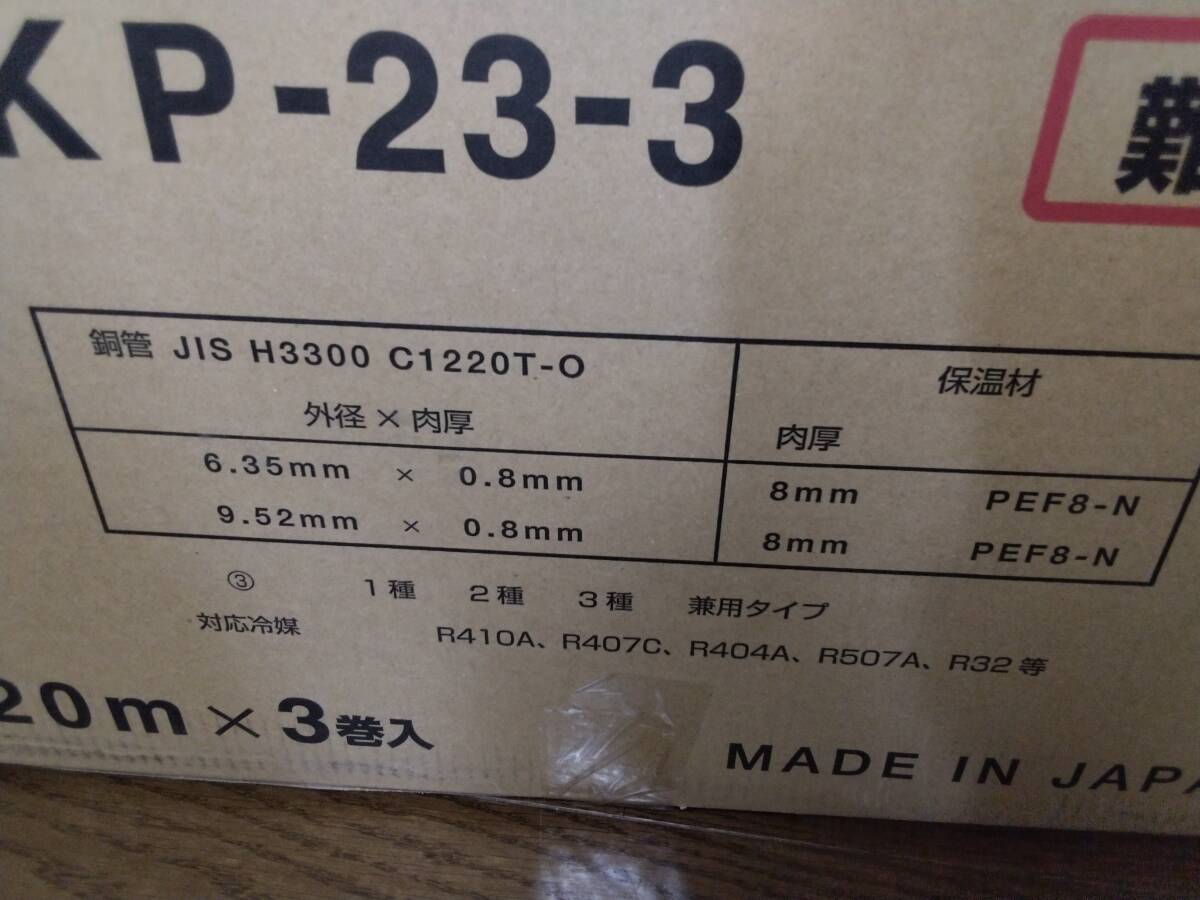 KP-23-3
難
銅管 JIS H3300 C1220T-O
外径 × 肉厚
保温材
肉厚
6.35mm × 0.8mm 8mm PEF8-N
9.52mm × 0.8mm 8mm PEF8-N
③ 1種 2種 3種 兼用タイプ
対応冷媒 R410A、R407C、R404A、R507A、R32等
20m×3巻入
MADE IN JAPA